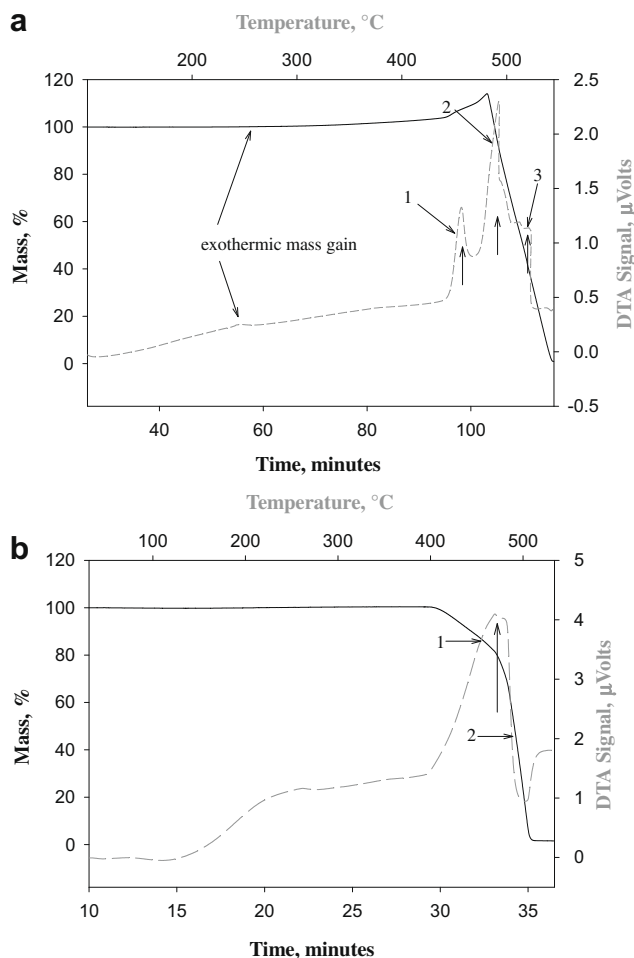 a
Temperature, °C
200 300 400 500
120
100
80
60
40
20
0
Mass, %
2.5
2.0
1.5
1.0
0.5
0.0
-0.5
DTA Signal, μVolts
2
1
3
exothermic mass gain
40 60 80 100
Time, minutes
Temperature, °C
b
100 200 300 400 500
120
100
80
60
40
20
0
Mass, %
5
4
3
2
1
0
DTA Signal, μVolts
1
2
10 15 20 25 30 35
Time, minutes